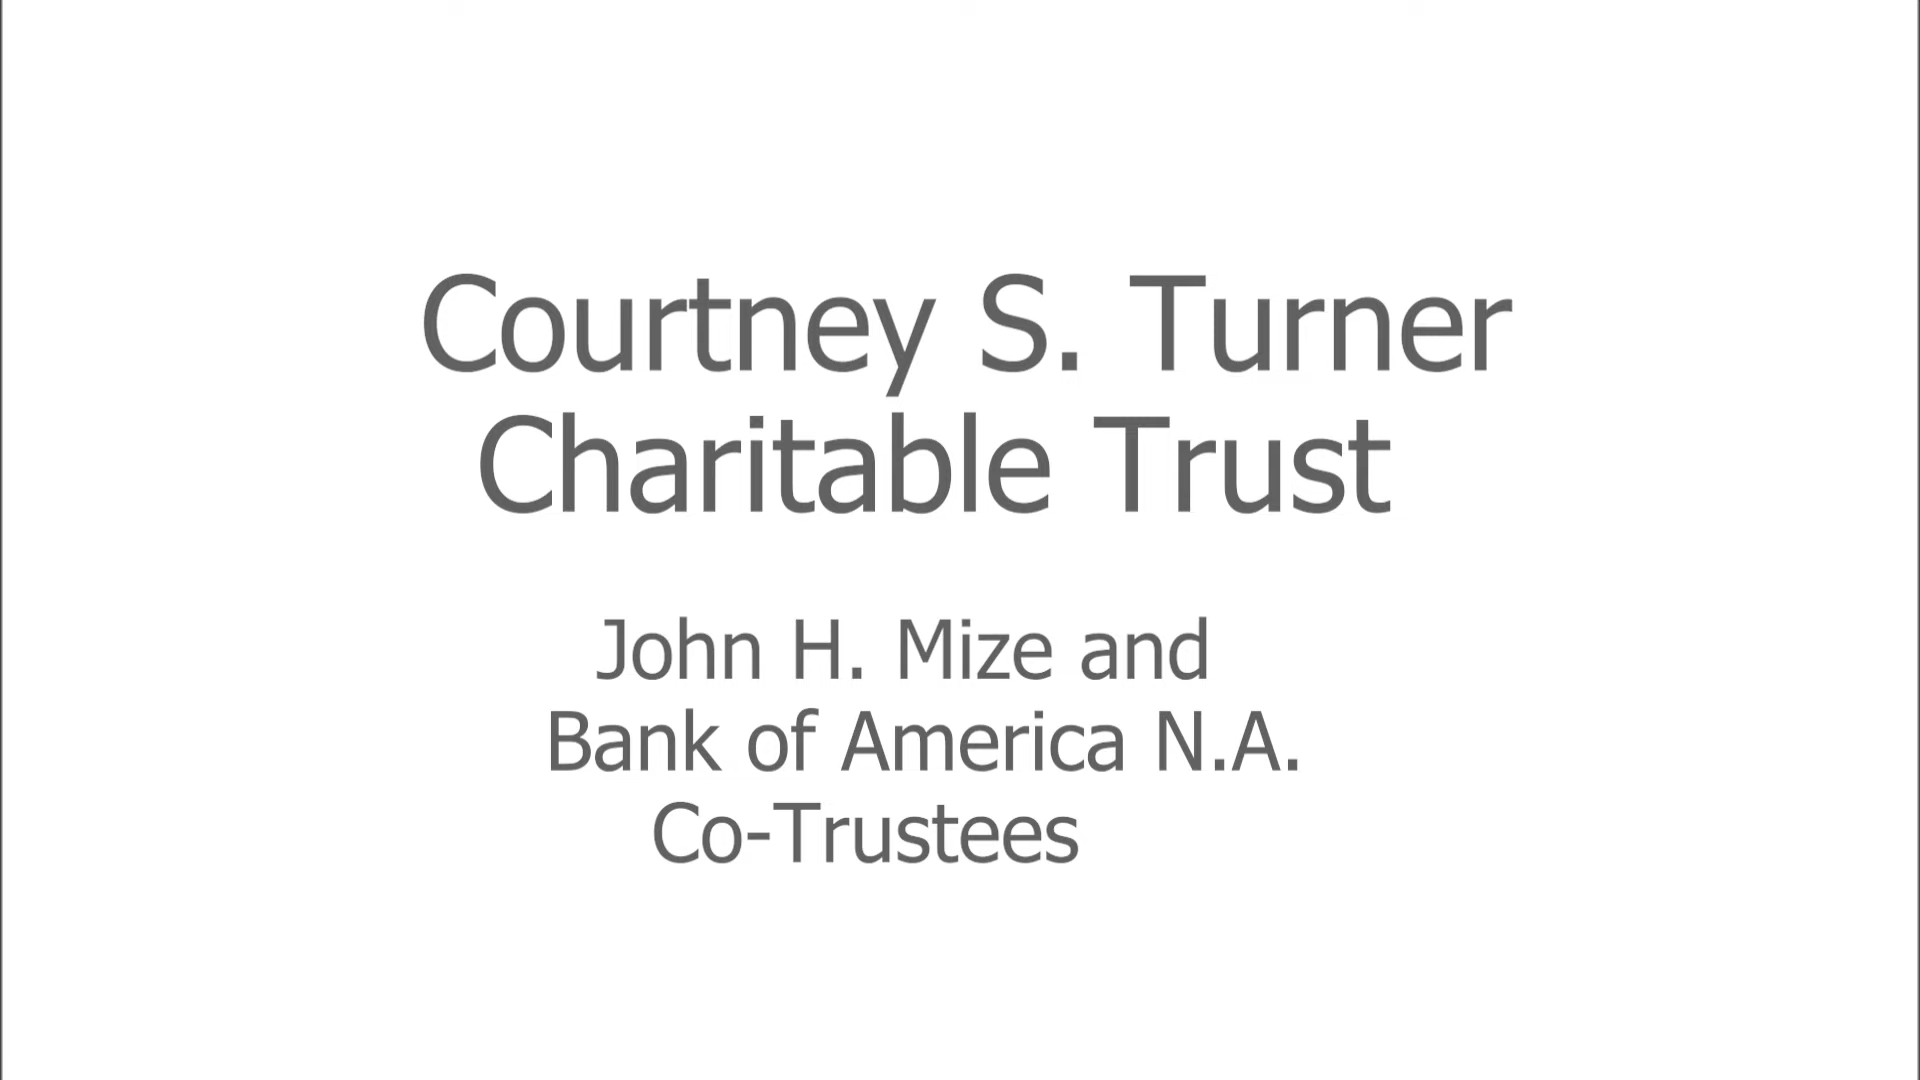 Courtney S. Turner
Charitable Trust
John H. Mize and
Bank of America N.A.
Co-Trustees